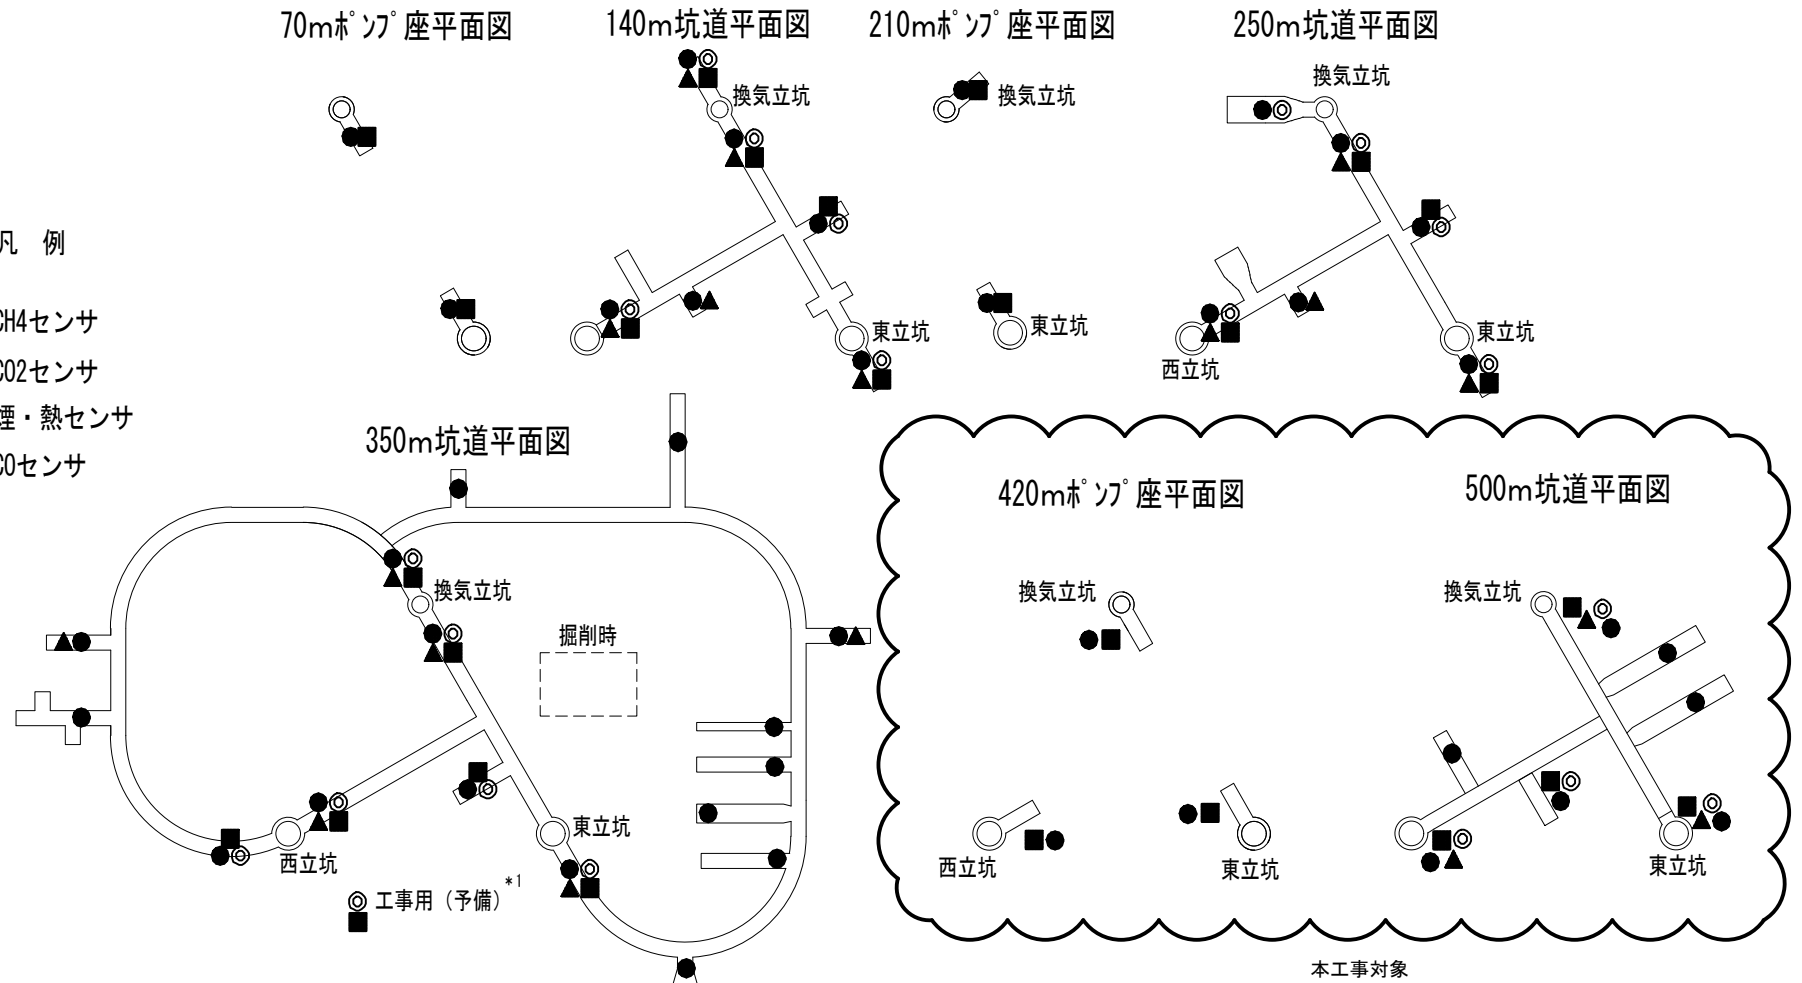 70mポンプ座平面図
140m坑道平面図
210mポンプ座平面図
250m坑道平面図
換気立坑
換気立坑
換気立坑
凡 例
CH4センサ
CO2センサ
煙・熱センサ
COセンサ
東立坑
東立坑
東立坑
西立坑
350m坑道平面図
420mポンプ座平面図
500m坑道平面図
換気立坑
換気立坑
換気立坑
掘削時
東立坑
西立坑
西立坑
東立坑
東立坑
工事用（予備）*1
本工事対象